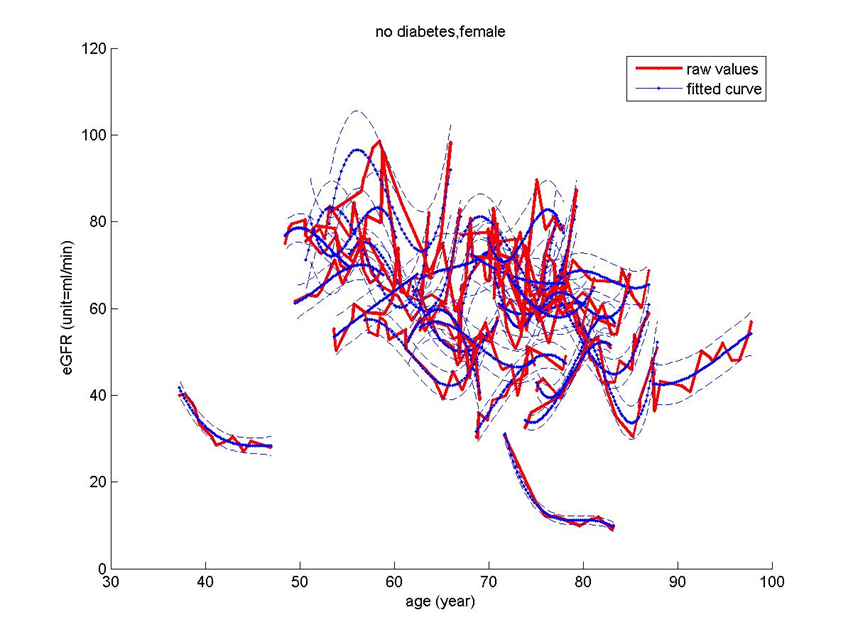 no diabetes,female
120
raw values
fitted curve
100
80
60
40
20
0
eGFR (unit=ml/min)
30 40 50 60 70 80 90 100
age (year)